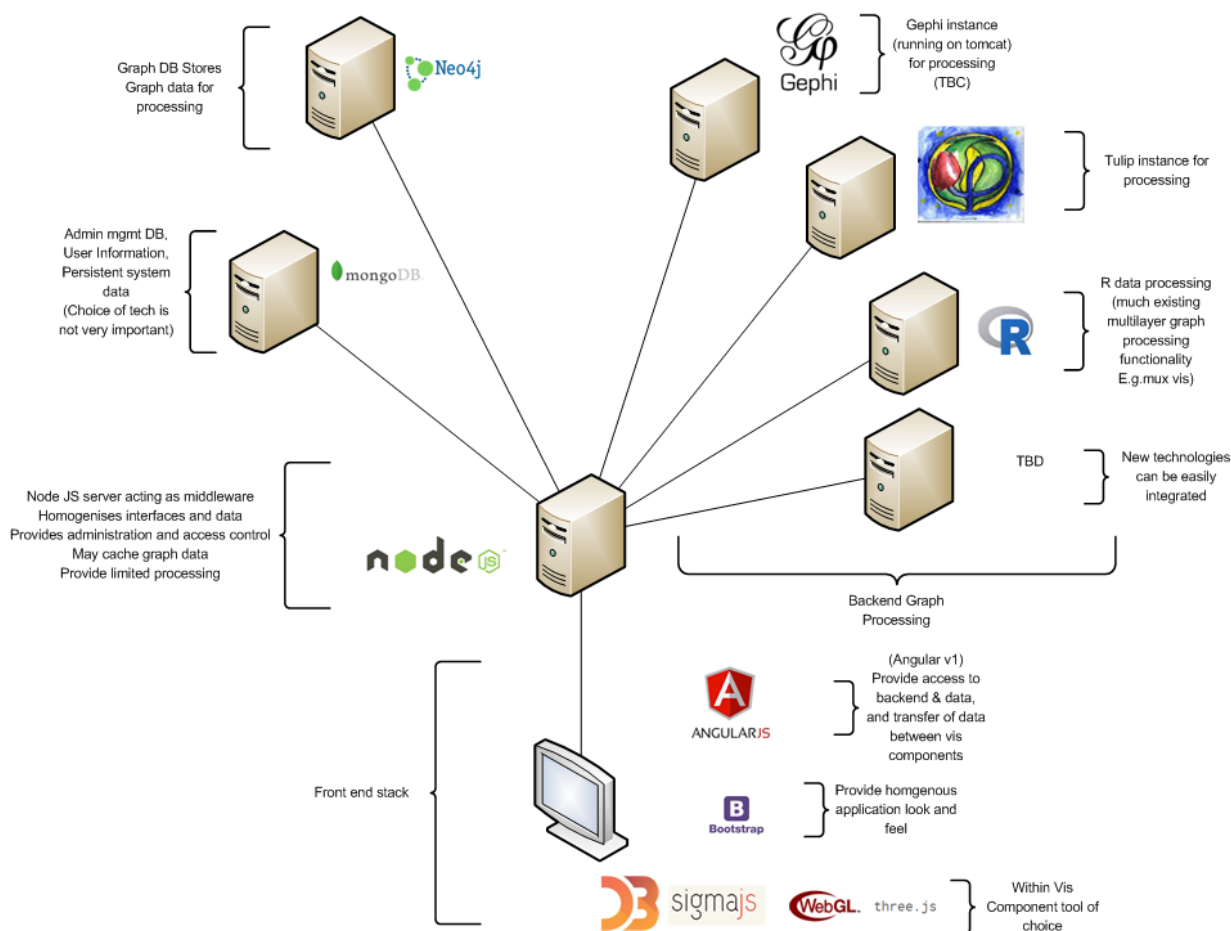 Graph DB Stores
Graph data for
processing
Neo4j
Gφ
Gephi
Gephi instance
(running on tomcat)
for processing
(TBC)
Tulip instance for
processing
Admin mgmt DB,
User Information,
Persistent system
data
(Choice of tech is
not very important)
mongoDB
R
R data processing
(much existing
multilayer graph
processing
functionality
E.g.mux vis)
TBD
New technologies
can be easily
integrated
Node JS server acting as middleware
Homogenises interfaces and data
Provides administration and access control
May cache graph data
Provide limited processing
node JS™
Backend Graph
Processing
Front end stack
A
ANGULARJS
(Angular v1)
Provide access to
backend & data,
and transfer of data
between vis
components
B
Bootstrap
Provide homgenous
application look and
feel
D3
sigmajs
WebGL™
three.js
Within Vis
Component tool of
choice